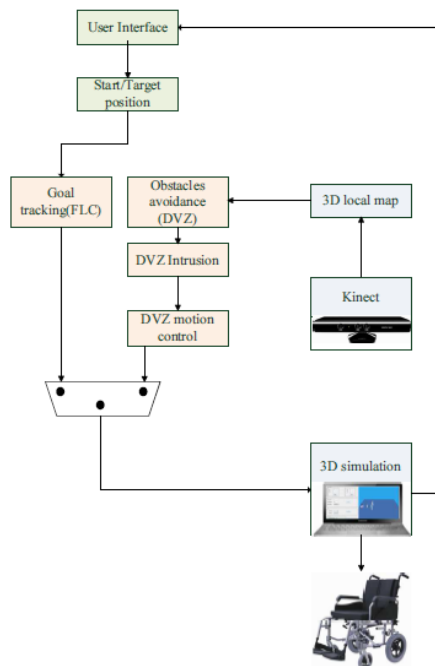 User Interface
Start/Target
position
Goal
tracking(FLC)
Obstacles
avoidance
(DVZ)
3D local map
DVZ Intrusion
Kinect
DVZ motion
control
3D simulation